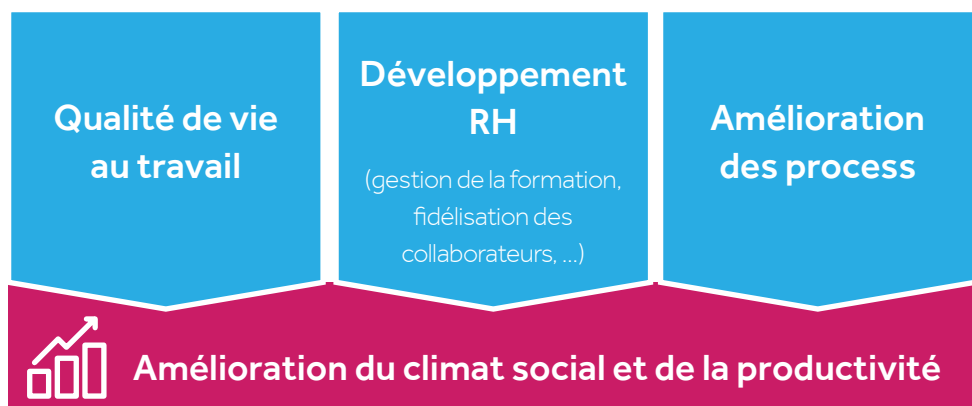 Qualité de vie
au travail
Développement
RH
(gestion de la formation,
fidélisation des
collaborateurs, ...)
Amélioration
des process
Amélioration du climat social et de la productivité